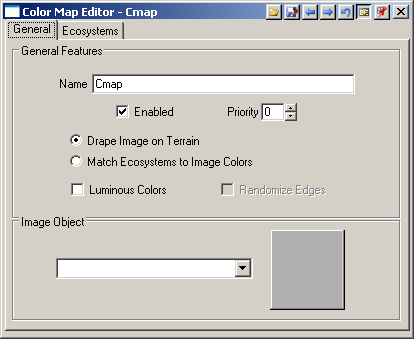 Color Map Editor - Cmap
General Ecosystems
General Features
Name Cmap
Enabled Priority 0
Drape Image on Terrain
Match Ecosystems to Image Colors
Luminous Colors Randomize Edges
Image Object